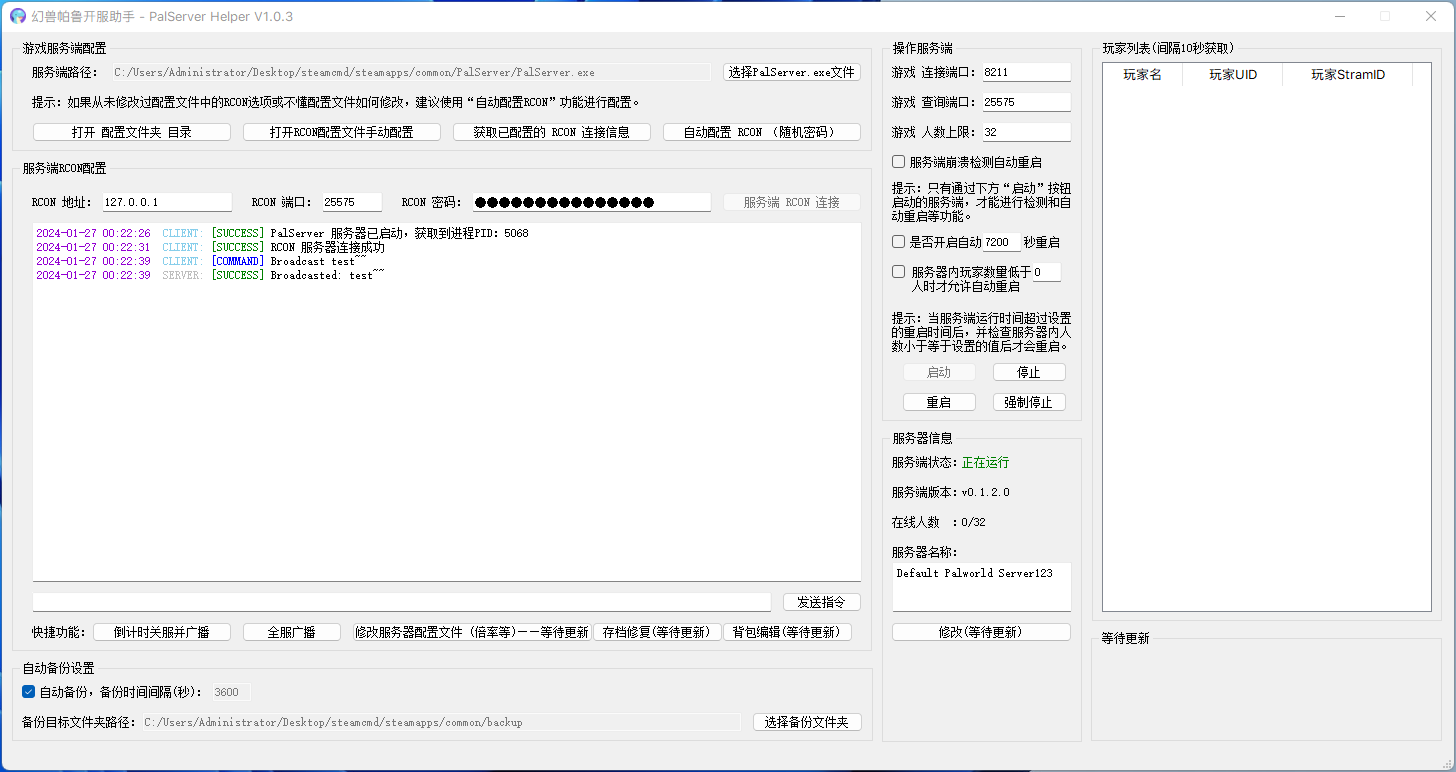 幻兽帕鲁开服助手 - PalServer Helper V1.0.3
游戏服务端配置
服务端路径： C:/Users/Administrator/Desktop/steamcmd/steamapps/common/PalServer/PalServer.exe 选择PalServer.exe文件
提示：如果从未修改过配置文件中的RCON选项或不懂配置文件如何修改，建议使用“自动配置RCON”功能进行配置。
打开 配置文件夹 目录 打开RCON配置文件手动配置 获取已配置的 RCON 连接信息 自动配置 RCON （随机密码）
服务端RCON配置
RCON 地址： 127.0.0.1 RCON 端口： 25575 RCON 密码： ●●●●●●●●●●●●●●● 服务端 RCON 连接
2024-01-27 00:22:26 CLIENT: [SUCCESS] PalServer 服务器已启动，获取到进程PID：5068
2024-01-27 00:22:31 CLIENT: [SUCCESS] RCON 服务器连接成功
2024-01-27 00:22:39 CLIENT: [COMMAND] Broadcast test~~
2024-01-27 00:22:39 SERVER: [SUCCESS] Broadcasted: test~~
发送指令
快捷功能： 倒计时关服并广播 全服广播 修改服务器配置文件（倍率等)——等待更新 存档修复(等待更新) 背包编辑(等待更新)
自动备份设置
自动备份，备份时间间隔(秒)： 3600
备份目标文件夹路径： C:/Users/Administrator/Desktop/steamcmd/steamapps/common/backup 选择备份文件夹
操作服务端
游戏 连接端口： 8211
游戏 查询端口： 25575
游戏 人数上限： 32
服务端崩溃检测自动重启
提示：只有通过下方“启动”按钮
启动的服务端，才能进行检测和自
动重启等功能。
是否开启自动 7200 秒重启
服务器内玩家数量低于 0
人时才允许自动重启
提示：当服务端运行时间超过设置
的重启时间后，并检查服务器内人
数小于等于设置的值后才会重启。
启动 停止
重启 强制停止
服务器信息
服务端状态：正在运行
服务端版本：v0.1.2.0
在线人数 ：0/32
服务器名称：
Default Palworld Server123
修改(等待更新)
玩家列表(间隔10秒获取)
玩家名 玩家UID 玩家StramID
等待更新